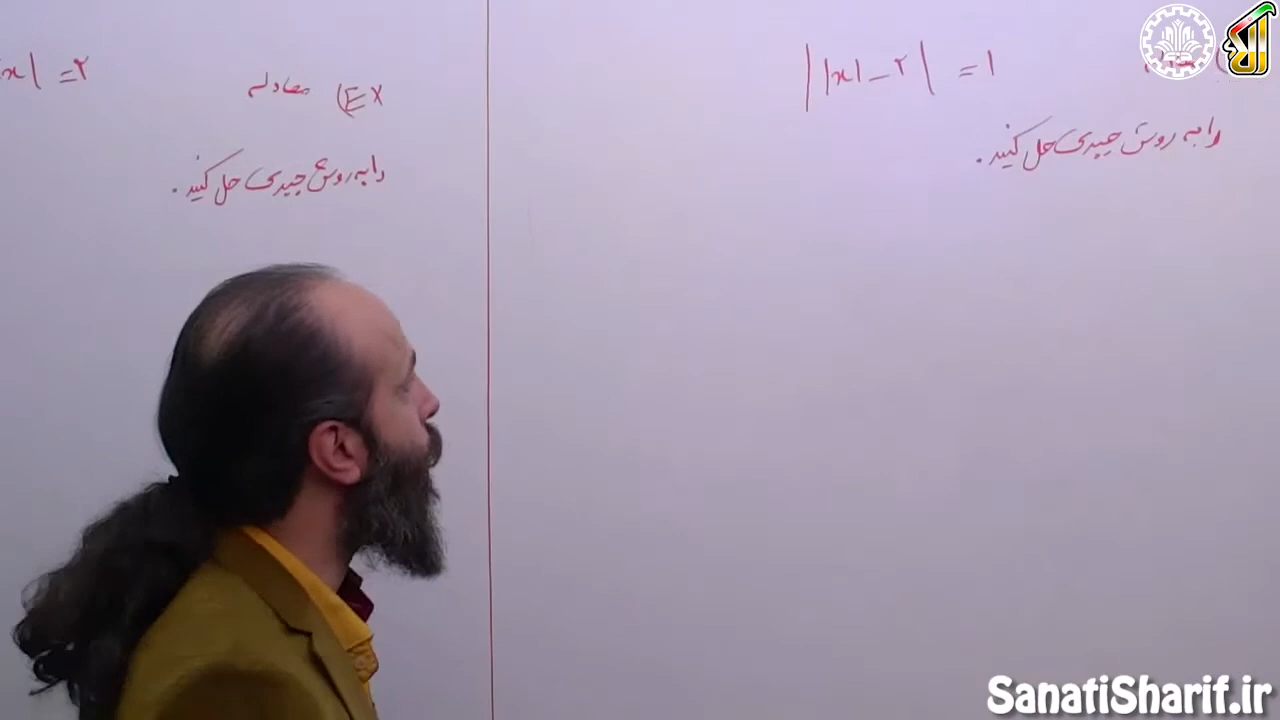 ||x| - ۲| = ۱
را به روش جبری حل کنید.
Ex) معادله
x| = ۲
را به روش جبری حل کنید.
آلاء
SanatiSharif.ir